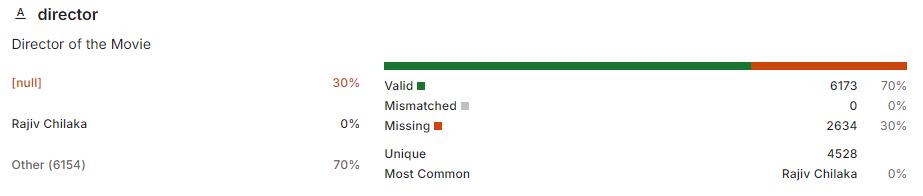 A director
Director of the Movie
[null] 30%
Rajiv Chilaka 0%
Other (6154) 70%
Valid 6173 70%
Mismatched 0 0%
Missing 2634 30%
Unique 4528
Most Common Rajiv Chilaka 0%